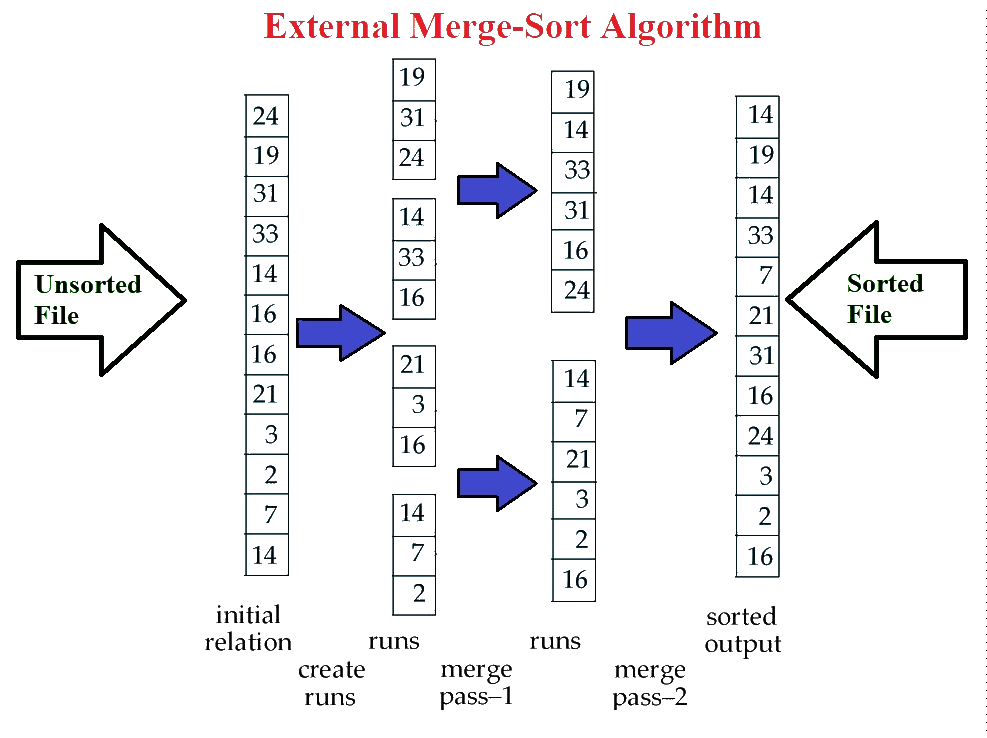 External Merge-Sort Algorithm
Unsorted
File
24
19
31
33
14
16
16
21
3
2
7
14
initial
relation
create
runs
19
31
24
14
33
16
21
3
16
14
7
2
runs
merge
pass–1
19
14
33
31
16
24
14
7
21
3
2
16
runs
merge
pass–2
14
19
14
33
7
21
31
16
24
3
2
16
sorted
output
Sorted
File